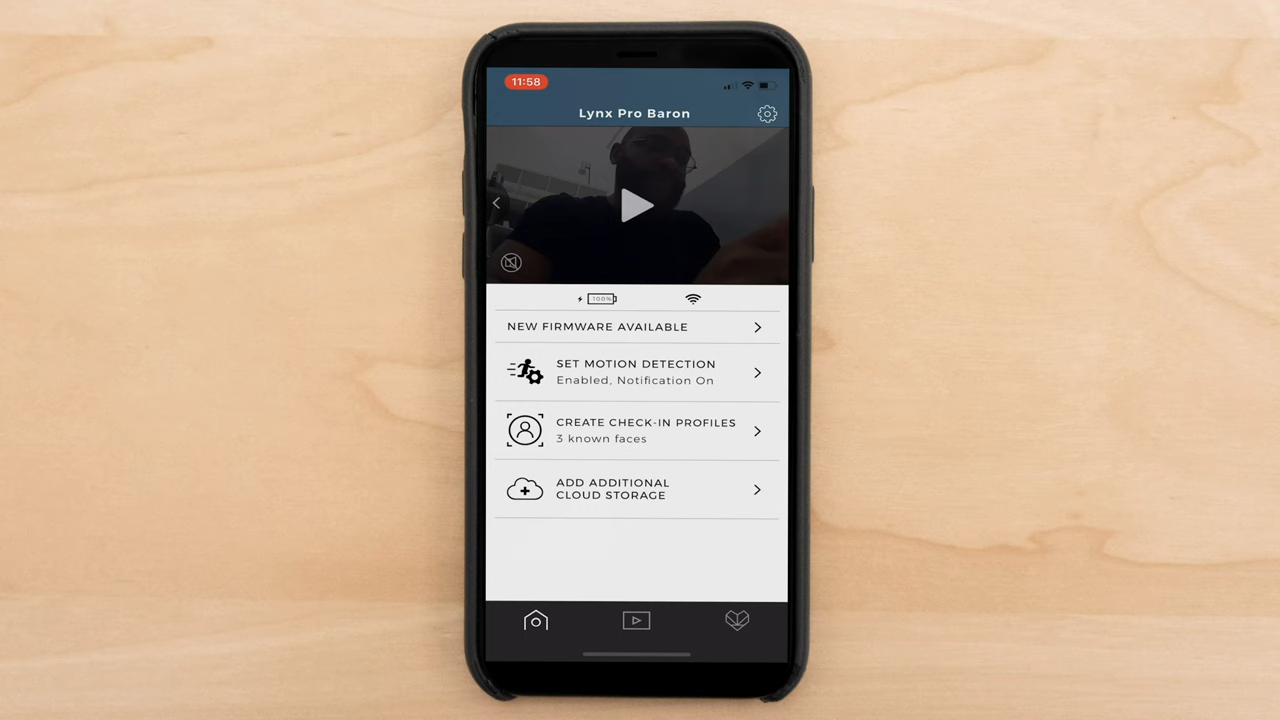 11:58
Lynx Pro Baron
100%
NEW FIRMWARE AVAILABLE
SET MOTION DETECTION
Enabled, Notification On
CREATE CHECK-IN PROFILES
3 known faces
ADD ADDITIONAL
CLOUD STORAGE